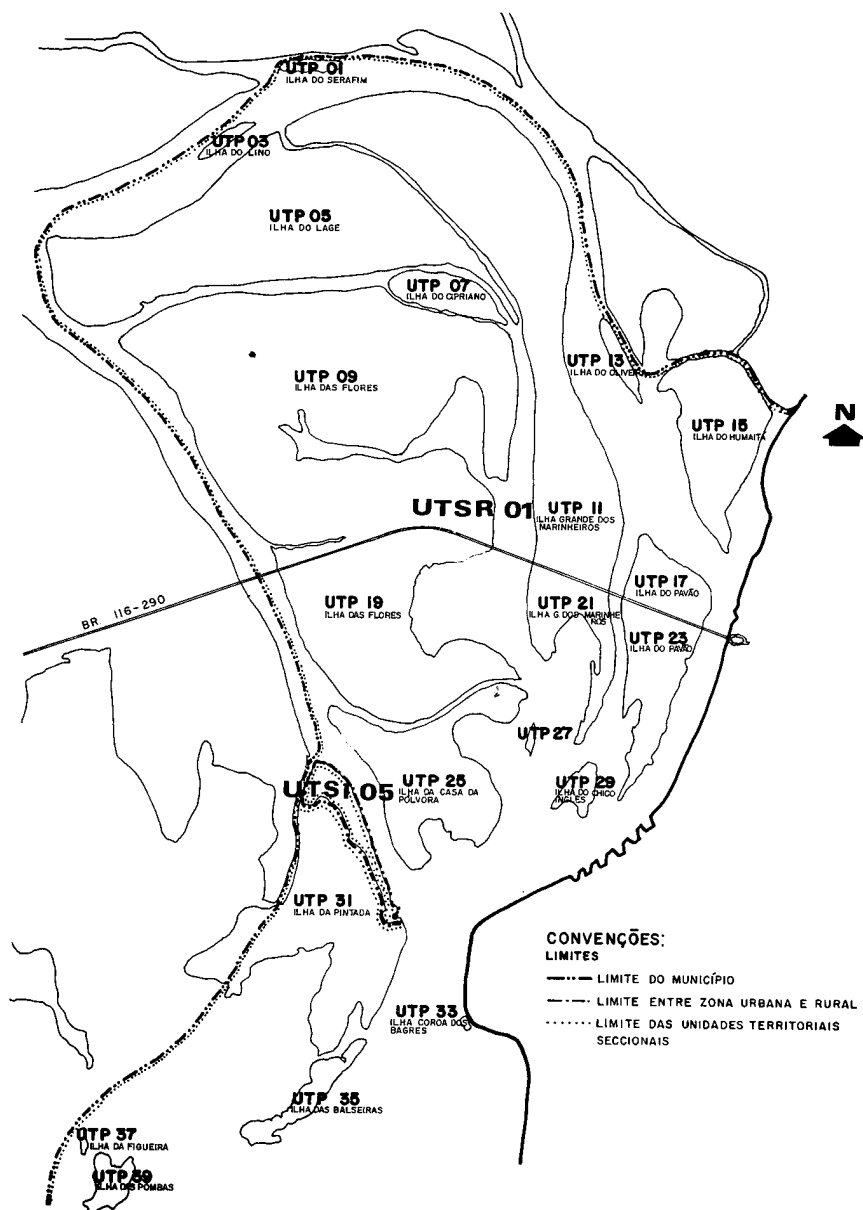 UTP 01
ILHA DO SERAFIM
UTP 03
ILHA DO LINO
UTP 05
ILHA DO LAGE
UTP 07
ILHA DO CIPRIANO
UTP 13
ILHA DO OLIVEIRA
UTP 09
ILHA DAS FLORES
N
UTP 15
ILHA DO HUMAITÁ
UTSR 01
UTP 11
ILHA GRANDE DOS
MARINHEIROS
BR 116-290
UTP 19
ILHA DAS FLORES
UTP 21
ILHA G. DOS MARINHE
ROS
UTP 17
ILHA DO PAVÃO
UTP 23
ILHA DO PAVÃO
UTP 27
UTSI 05
UTP 25
ILHA DA CASA DA
PÓLVORA
UTP 29
ILHA DO CHICO
INGLES
UTP 31
ILHA DA PINTADA
UTP 33
ILHA COROA DOS
BAGRES
UTP 35
ILHA DAS BALSEIRAS
UTP 37
ILHA DA FIGUEIRA
UTP 39
ILHA DAS POMBAS
CONVENÇÕES:
LIMITES
LIMITE DO MUNICÍPIO
LIMITE ENTRE ZONA URBANA E RURAL
LIMITE DAS UNIDADES TERRITORIAIS
SECCIONAIS